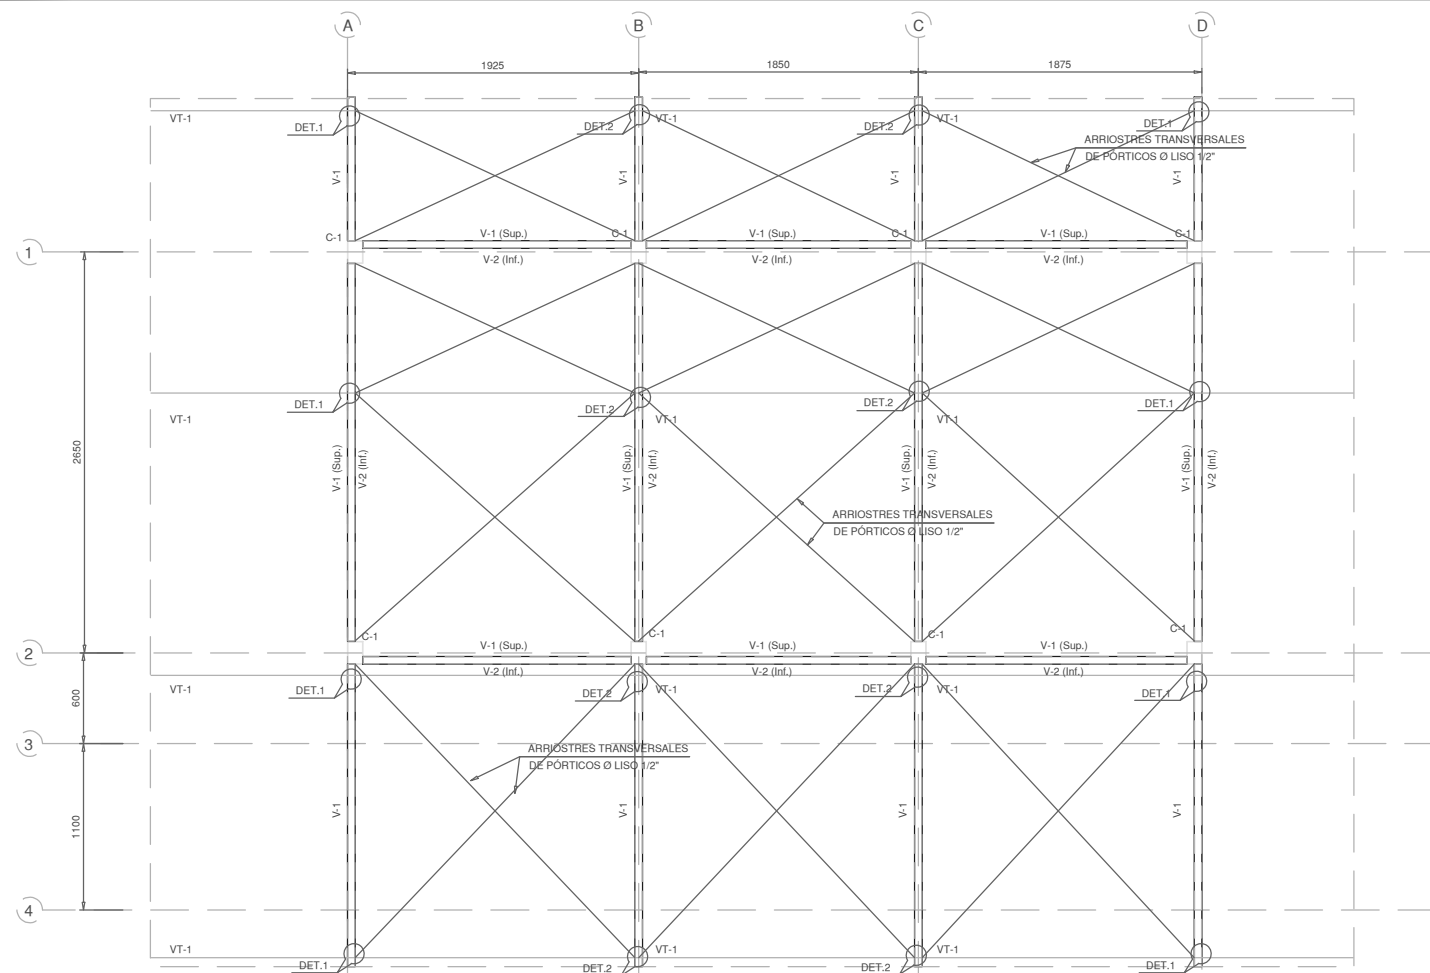 A
B
C
D
1925
1850
1875
VT-1
DET.1
DET.2
VT-1
DET.2
VT-1
DET.1
ARRIOSTRES TRANSVERSALES
DE PÓRTICOS Ø LISO 1/2"
V-1
V-1
V-1
V-1
C-1
V-1 (Sup.)
C-1
V-1 (Sup.)
C-1
V-1 (Sup.)
C-1
1
V-2 (Inf.)
V-2 (Inf.)
V-2 (Inf.)
DET.1
DET.2
DET.2
DET.1
VT-1
VT-1
VT-1
2650
V-1 (Sup.)
V-2 (Inf.)
V-1 (Sup.)
V-2 (Inf.)
V-1 (Sup.)
V-2 (Inf.)
V-1 (Sup.)
V-2 (Inf.)
ARRIOSTRES TRANSVERSALES
DE PÓRTICOS Ø LISO 1/2"
C-1
C-1
C-1
C-1
V-1 (Sup.)
V-1 (Sup.)
V-1 (Sup.)
2
V-2 (Inf.)
V-2 (Inf.)
V-2 (Inf.)
VT-1
DET.1
DET.2
VT-1
DET.2
VT-1
DET.1
600
3
ARRIOSTRES TRANSVERSALES
DE PÓRTICOS Ø LISO 1/2"
1100
V-1
V-1
V-1
V-1
4
VT-1
VT-1
VT-1
DET.1
DET.2
DET.2
DET.1